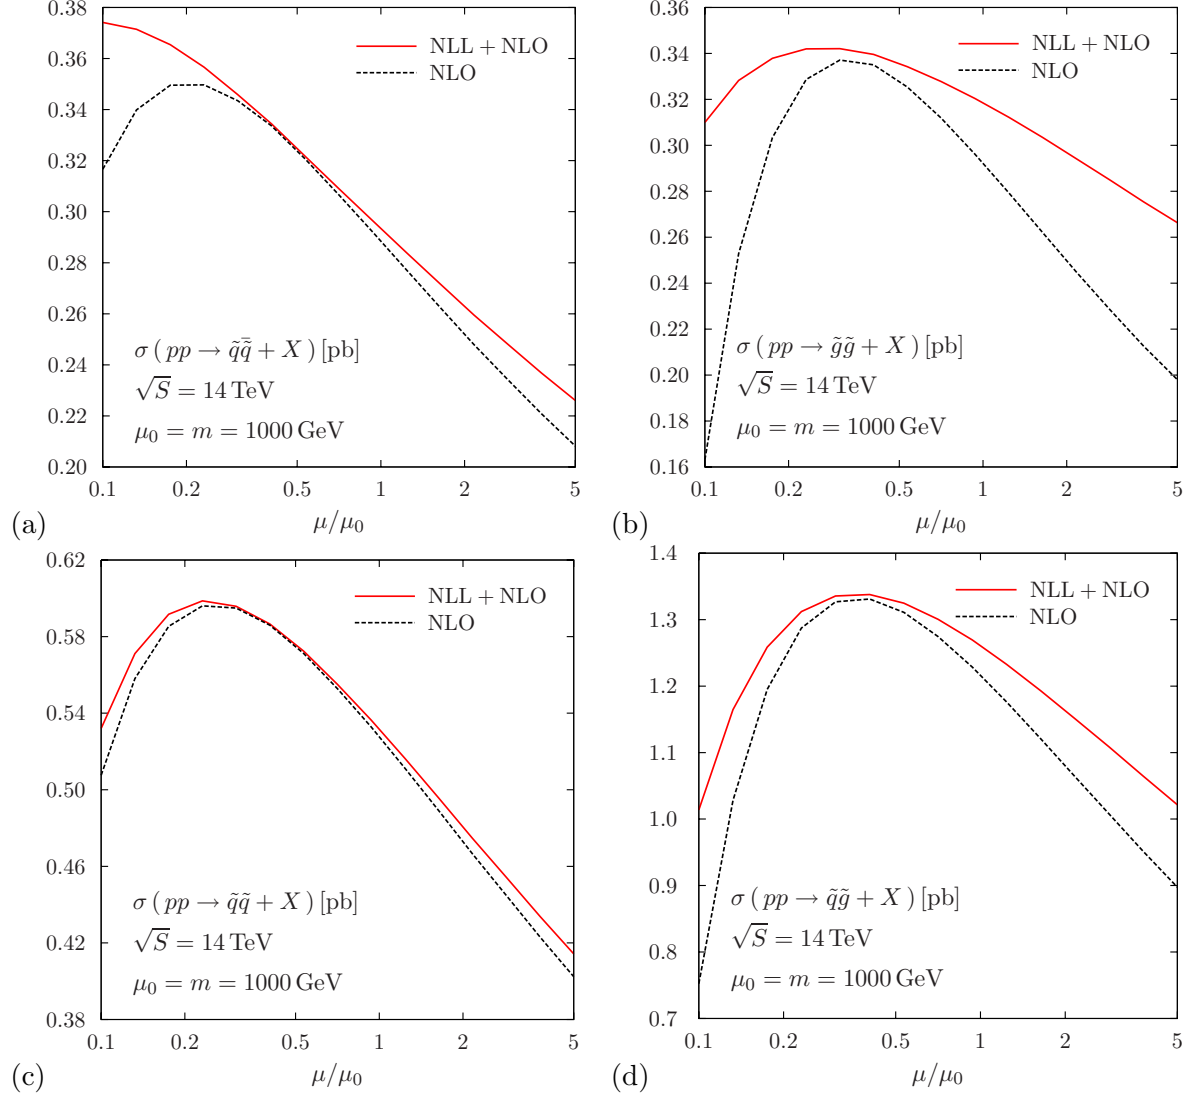 0.38
0.36
0.34
0.32
0.30
0.28
0.26
0.24
0.22
0.20
0.1
0.2
0.5
1
2
5
NLL + NLO
NLO
σ ( pp → q̃q̃̄ + X ) [pb]
√S = 14 TeV
μ₀ = m = 1000 GeV
(a)
μ/μ₀
0.36
0.34
0.32
0.30
0.28
0.26
0.24
0.22
0.20
0.18
0.16
0.1
0.2
0.5
1
2
5
NLL + NLO
NLO
σ ( pp → g̃g̃ + X ) [pb]
√S = 14 TeV
μ₀ = m = 1000 GeV
(b)
μ/μ₀
0.62
0.58
0.54
0.50
0.46
0.42
0.38
0.1
0.2
0.5
1
2
5
NLL + NLO
NLO
σ ( pp → q̃q̃ + X ) [pb]
√S = 14 TeV
μ₀ = m = 1000 GeV
(c)
μ/μ₀
1.4
1.3
1.2
1.1
1.0
0.9
0.8
0.7
0.1
0.2
0.5
1
2
5
NLL + NLO
NLO
σ ( pp → q̃g̃ + X ) [pb]
√S = 14 TeV
μ₀ = m = 1000 GeV
(d)
μ/μ₀